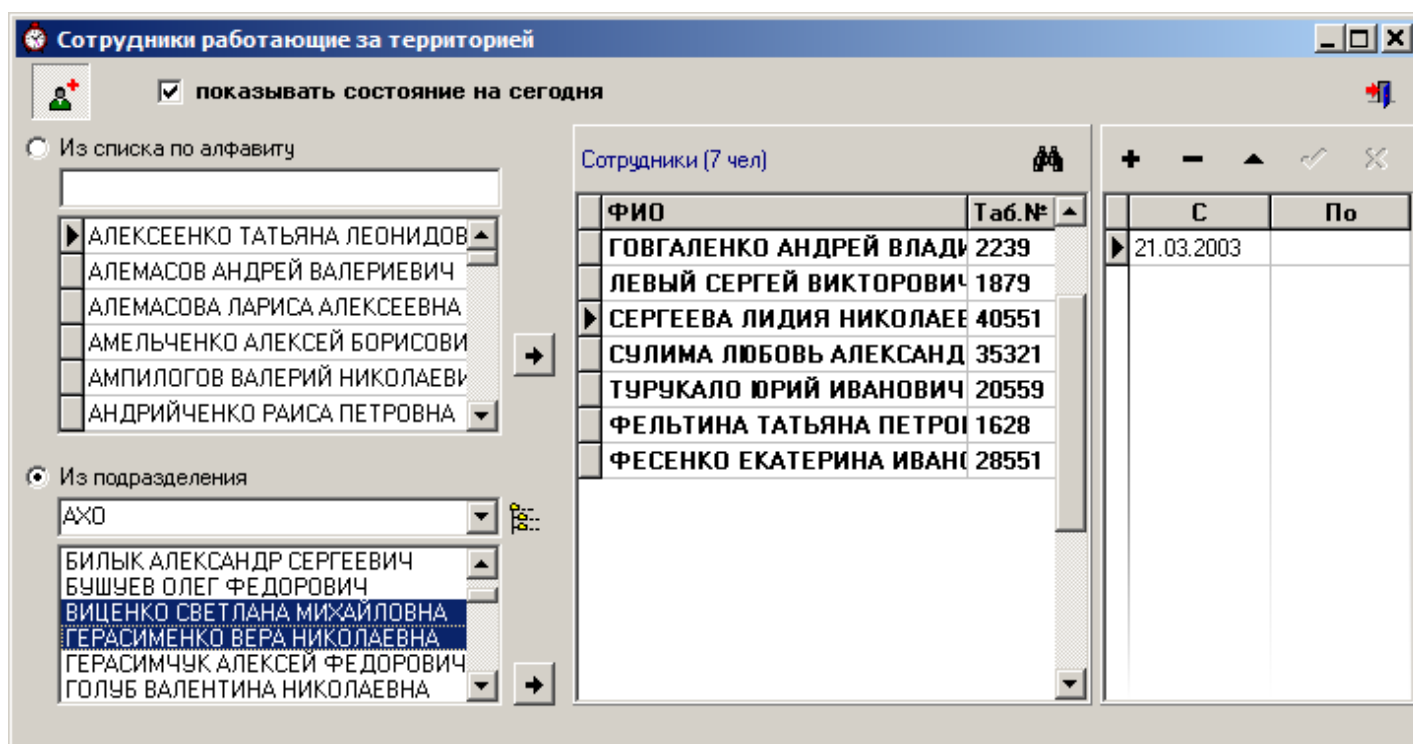 Сотрудники работающие за территорией
показывать состояние на сегодня
Из списка по алфавиту
АЛЕКСЕЕНКО ТАТЬЯНА ЛЕОНИДОВ
АЛЕМАСОВ АНДРЕЙ ВАЛЕРИЕВИЧ
АЛЕМАСОВА ЛАРИСА АЛЕКСЕЕВНА
АМЕЛЬЧЕНКО АЛЕКСЕЙ БОРИСОВИ
АМПИЛОГОВ ВАЛЕРИЙ НИКОЛАЕВИ
АНДРИЙЧЕНКО РАИСА ПЕТРОВНА
Из подразделения
АХО
БИЛЫК АЛЕКСАНДР СЕРГЕЕВИЧ
БУШУЕВ ОЛЕГ ФЕДОРОВИЧ
ВИЦЕНКО СВЕТЛАНА МИХАЙЛОВНА
ГЕРАСИМЕНКО ВЕРА НИКОЛАЕВНА
ГЕРАСИМЧУК АЛЕКСЕЙ ФЕДОРОВИЧ
ГОЛУБ ВАЛЕНТИНА НИКОЛАЕВНА
Сотрудники (7 чел)
ФИО Таб.№
ГОВГАЛЕНКО АНДРЕЙ ВЛАДИ 2239
ЛЕВЫЙ СЕРГЕЙ ВИКТОРОВИЧ 1879
СЕРГЕЕВА ЛИДИЯ НИКОЛАЕВ 40551
СУЛИМА ЛЮБОВЬ АЛЕКСАНД 35321
ТУРУКАЛО ЮРИЙ ИВАНОВИЧ 20559
ФЕЛЬТИНА ТАТЬЯНА ПЕТРО 1628
ФЕСЕНКО ЕКАТЕРИНА ИВАН 28551
С По
21.03.2003